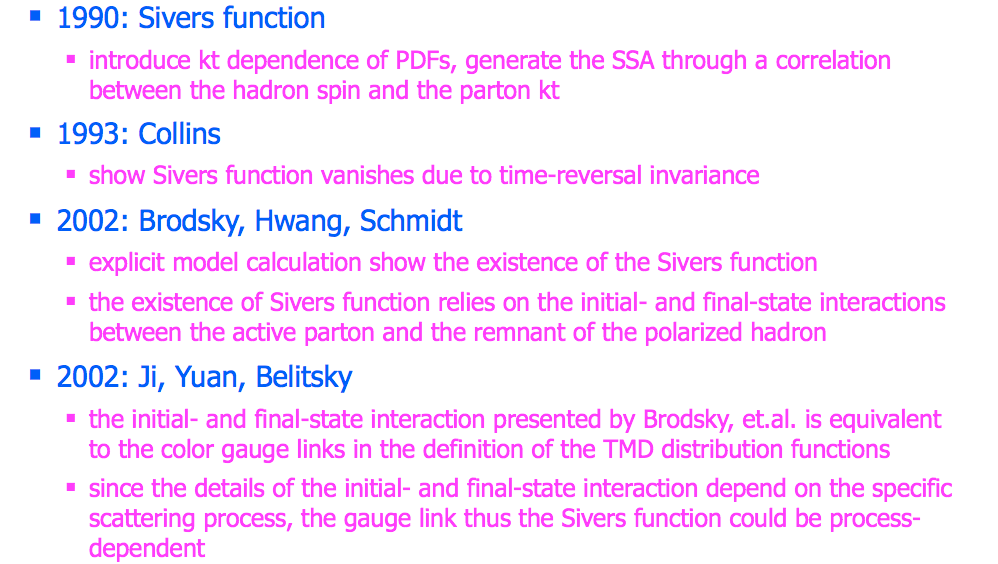 1990: Sivers function
introduce kt dependence of PDFs, generate the SSA through a correlation
between the hadron spin and the parton kt
1993: Collins
show Sivers function vanishes due to time-reversal invariance
2002: Brodsky, Hwang, Schmidt
explicit model calculation show the existence of the Sivers function
the existence of Sivers function relies on the initial- and final-state interactions
between the active parton and the remnant of the polarized hadron
2002: Ji, Yuan, Belitsky
the initial- and final-state interaction presented by Brodsky, et.al. is equivalent
to the color gauge links in the definition of the TMD distribution functions
since the details of the initial- and final-state interaction depend on the specific
scattering process, the gauge link thus the Sivers function could be process-
dependent